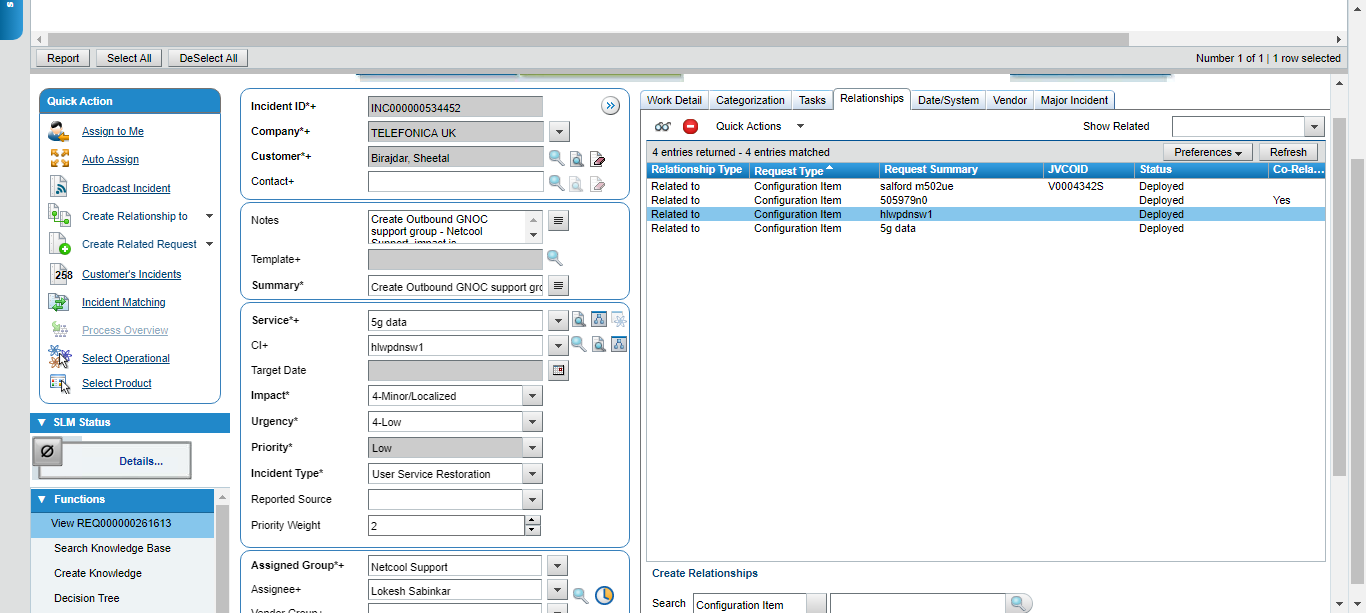 Report Select All DeSelect All Number 1 of 1 | 1 row selected
Quick Action
Assign to Me
Auto Assign
Broadcast Incident
Create Relationship to
Create Related Request
258 Customer's Incidents
Incident Matching
Process Overview
Select Operational
Select Product
SLM Status
Details...
Functions
View REQ000000261613
Search Knowledge Base
Create Knowledge
Decision Tree
Incident ID*+ INC000000534452
Company*+ TELEFONICA UK
Customer*+ Birajdar, Sheetal
Contact+
Notes Create Outbound GNOC
support group - Netcool
Support, impact is
Template+
Summary* Create Outbound GNOC support gro
Service*+ 5g data
CI+ hlwpdnsw1
Target Date
Impact* 4-Minor/Localized
Urgency* 4-Low
Priority* Low
Incident Type* User Service Restoration
Reported Source
Priority Weight 2
Assigned Group*+ Netcool Support
Assignee+ Lokesh Sabinkar
Vendor Group+
Work Detail Categorization Tasks Relationships Date/System Vendor Major Incident
Quick Actions Show Related
4 entries returned - 4 entries matched Preferences Refresh
Relationship Type Request Type Request Summary JVCOID Status Co-Rela...
Related to Configuration Item salford m502ue V0004342S Deployed
Related to Configuration Item 505979n0 Deployed Yes
Related to Configuration Item hlwpdnsw1 Deployed
Related to Configuration Item 5g data Deployed
Create Relationships
Search Configuration Item